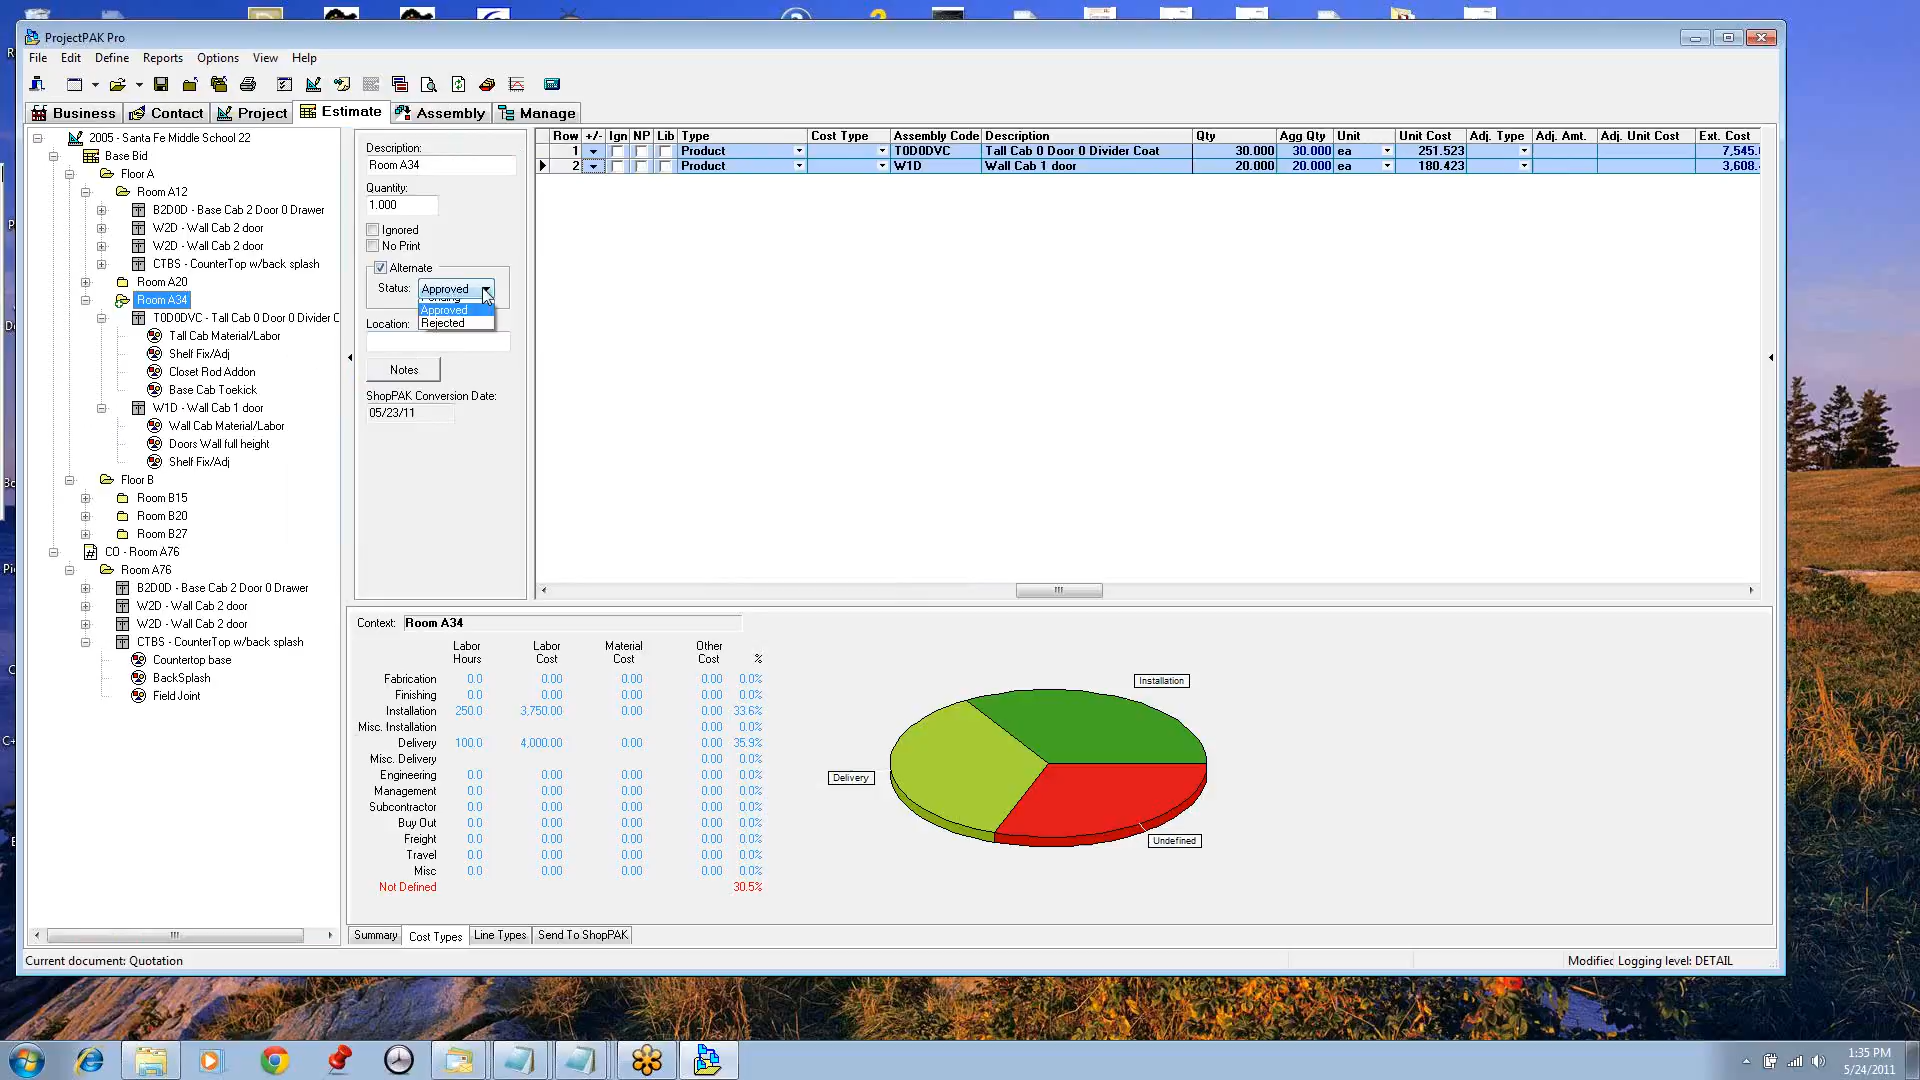 ProjectPAK Pro
File Edit Define Reports Options View Help
Business Contact Project Estimate Assembly Manage
2005 - Santa Fe Middle School 22
Base Bid
Floor A
Room A12
B2D0D - Base Cab 2 Door 0 Drawer
W2D - Wall Cab 2 door
W2D - Wall Cab 2 door
CTBS - CounterTop w/back splash
Room A20
Room A34
T0D0DVC - Tall Cab 0 Door 0 Divider C
Tall Cab Material/Labor
Shelf Fix/Adj
Closet Rod Addon
Base Cab Toekick
W1D - Wall Cab 1 door
Wall Cab Material/Labor
Doors Wall full height
Shelf Fix/Adj
Floor B
Room B15
Room B20
Room B27
CO - Room A76
Room A76
B2D0D - Base Cab 2 Door 0 Drawer
W2D - Wall Cab 2 door
W2D - Wall Cab 2 door
CTBS - CounterTop w/back splash
Countertop base
BackSplash
Field Joint
Description:
Room A34
Quantity:
1.000
Ignored
No Print
Alternate
Status: Approved
Pending
Approved
Rejected
Location:
Notes
ShopPAK Conversion Date:
05/23/11
Row +/- Ign NP Lib Type Cost Type Assembly Code Description Qty Agg Qty Unit Unit Cost Adj. Type Adj. Amt. Adj. Unit Cost Ext. Cost
1 Product T0D0DVC Tall Cab 0 Door 0 Divider Coat 30.000 30.000 ea 251.523 7,545.
2 Product W1D Wall Cab 1 door 20.000 20.000 ea 180.423 3,608.
Context: Room A34
Labor Hours Labor Cost Material Cost Other Cost %
Fabrication 0.0 0.00 0.00 0.00 0.0%
Finishing 0.0 0.00 0.00 0.00 0.0%
Installation 250.0 3,750.00 0.00 0.00 33.6%
Misc. Installation 0.00 0.0%
Delivery 100.0 4,000.00 0.00 0.00 35.9%
Misc. Delivery 0.00 0.0%
Engineering 0.0 0.00 0.00 0.00 0.0%
Management 0.0 0.00 0.00 0.00 0.0%
Subcontractor 0.0 0.00 0.00 0.00 0.0%
Buy Out 0.0 0.00 0.00 0.00 0.0%
Freight 0.0 0.00 0.00 0.00 0.0%
Travel 0.0 0.00 0.00 0.00 0.0%
Misc 0.0 0.00 0.00 0.00 0.0%
Not Defined 30.5%
Installation
Delivery
Undefined
Summary Cost Types Line Types Send To ShopPAK
Current document: Quotation
Modified Logging level: DETAIL
1:35 PM
5/24/2011